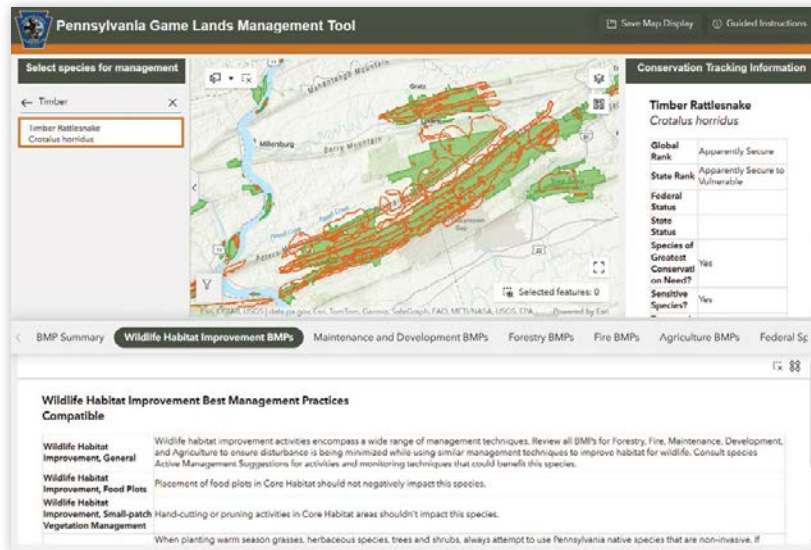 Pennsylvania Game Lands Management Tool
Save Map Display
Guided Instructions
Select species for management
Timber
Timber Rattlesnake
Crotalus horridus
Mahantango Mountain
Gratz
Millersburg
Berry Mountain
Selected features: 0
Powered by Esri
Conservation Tracking Information
Timber Rattlesnake
Crotalus horridus
Global
Rank
Apparently Secure
State Rank
Apparently Secure to
Vulnerable
Federal
Status
State
Status
Species of
Greatest
Conservati
on Need?
Yes
Sensitive
Species?
Yes
BMP Summary
Wildlife Habitat Improvement BMPs
Maintenance and Development BMPs
Forestry BMPs
Fire BMPs
Agriculture BMPs
Federal Sp
Wildlife Habitat Improvement Best Management Practices
Compatible
Wildlife Habitat
Improvement, General
Wildlife habitat improvement activities encompass a wide range of management techniques. Review all BMPs for Forestry, Fire, Maintenance, Development,
and Agriculture to ensure disturbance is being minimized while using similar management techniques to improve habitat for wildlife. Consult species
Active Management Suggestions for activities and monitoring techniques that could benefit this species.
Wildlife Habitat
Improvement, Food Plots
Placement of food plots in Core Habitat should not negatively impact this species.
Wildlife Habitat
Improvement, Small-patch
Vegetation Management
Hand-cutting or pruning activities in Core Habitat areas shouldn't impact this species.
When planting warm season grasses, herbaceous species, trees and shrubs, always attempt to use Pennsylvania native species that are non-invasive. If